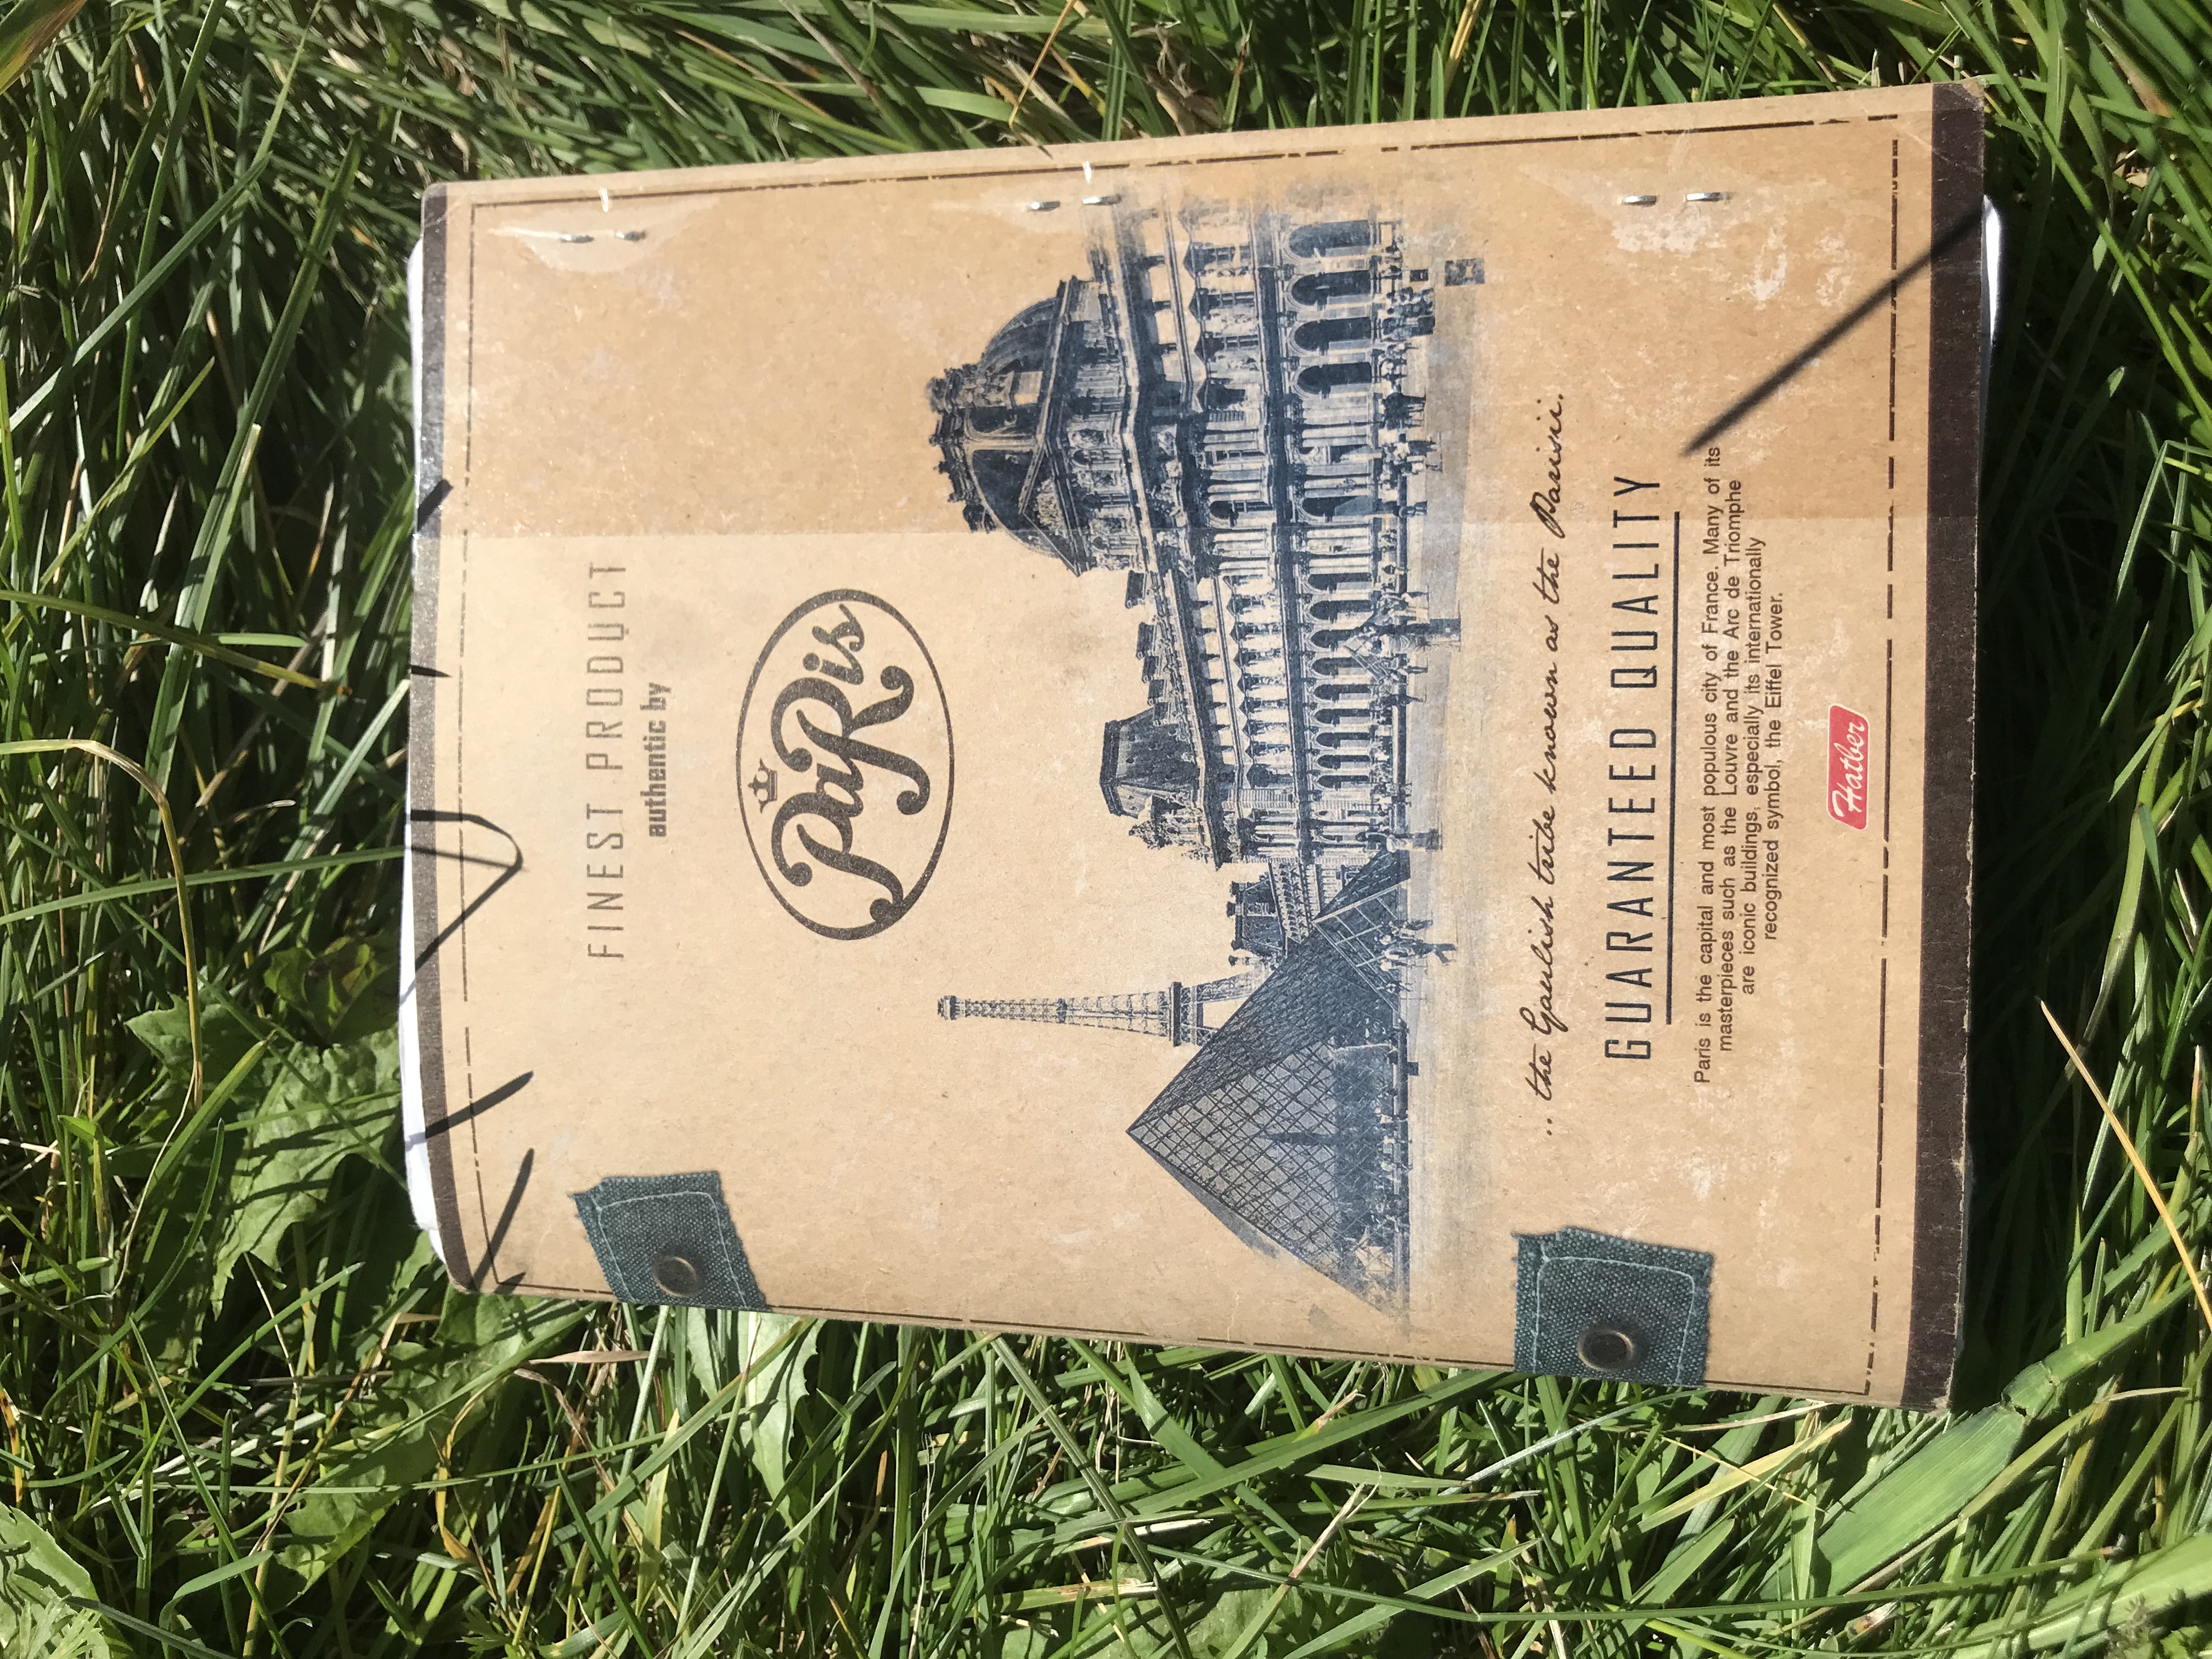 FINEST PRODUCT
authentic by
PaRis
.. the Gaulish tribe known as the Parisii.
GUARANTEED QUALITY
Paris is the capital and most populous city of France. Many of its
masterpieces such as the Louvre and the Arc de Triomphe
are iconic buildings, especially its internationally
recognized symbol, the Eiffel Tower.
Hatber